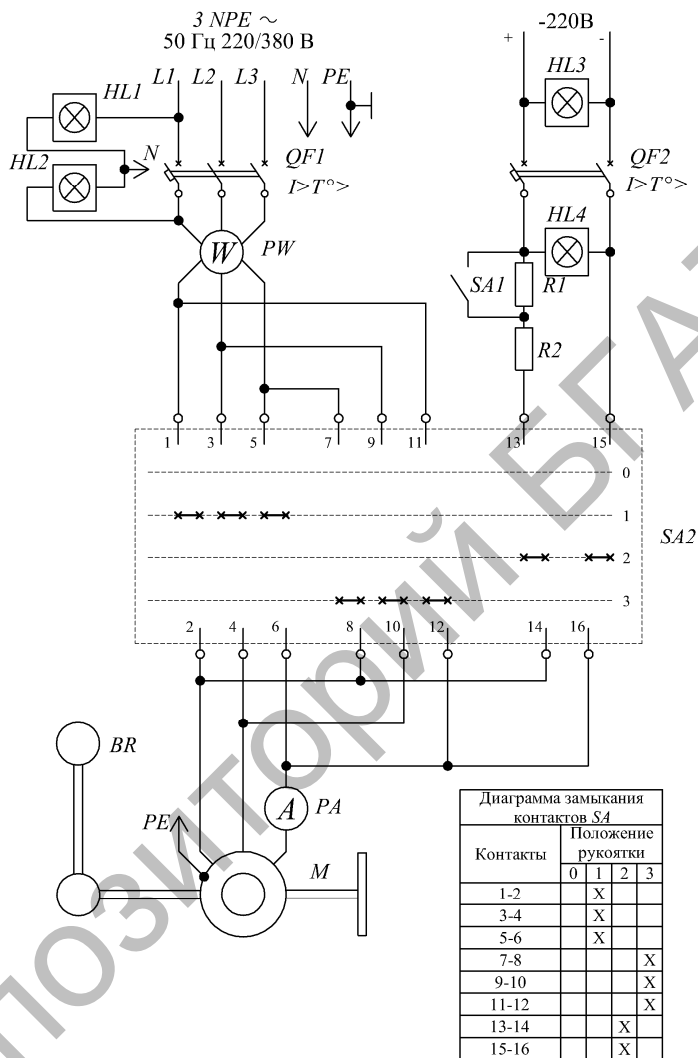 3 NPE ~
50 Гц 220/380 В
-220В
+ -
L1 L2 L3 N PE
HL1
HL3
HL2
N
QF1
I>T°>
QF2
I>T°>
HL4
W PW
SA1 R1
R2
1 3 5 7 9 11 13 15
0
1
SA2
2
3
2 4 6 8 10 12 14 16
BR
PE
A PA
M
Диаграмма замыкания
контактов SA
Контакты
Положение
рукоятки
0 1 2 3
1-2 X
3-4 X
5-6 X
7-8 X
9-10 X
11-12 X
13-14 X
15-16 X
позиторий БГА